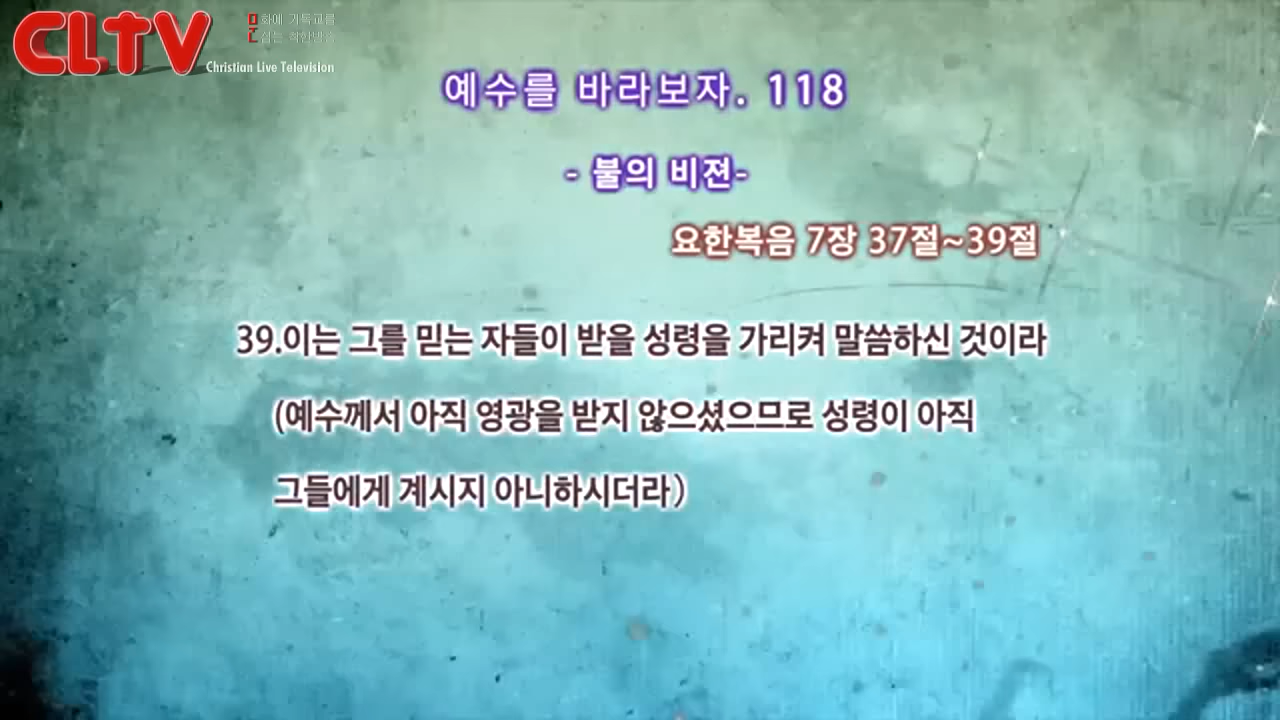 CLTV
Christian Live Television
예수를 바라보자. 118
- 불의 비젼-
요한복음 7장 37절~39절
39.이는 그를 믿는 자들이 받을 성령을 가리켜 말씀하신 것이라
(예수께서 아직 영광을 받지 않으셨으므로 성령이 아직
그들에게 계시지 아니하시더라)